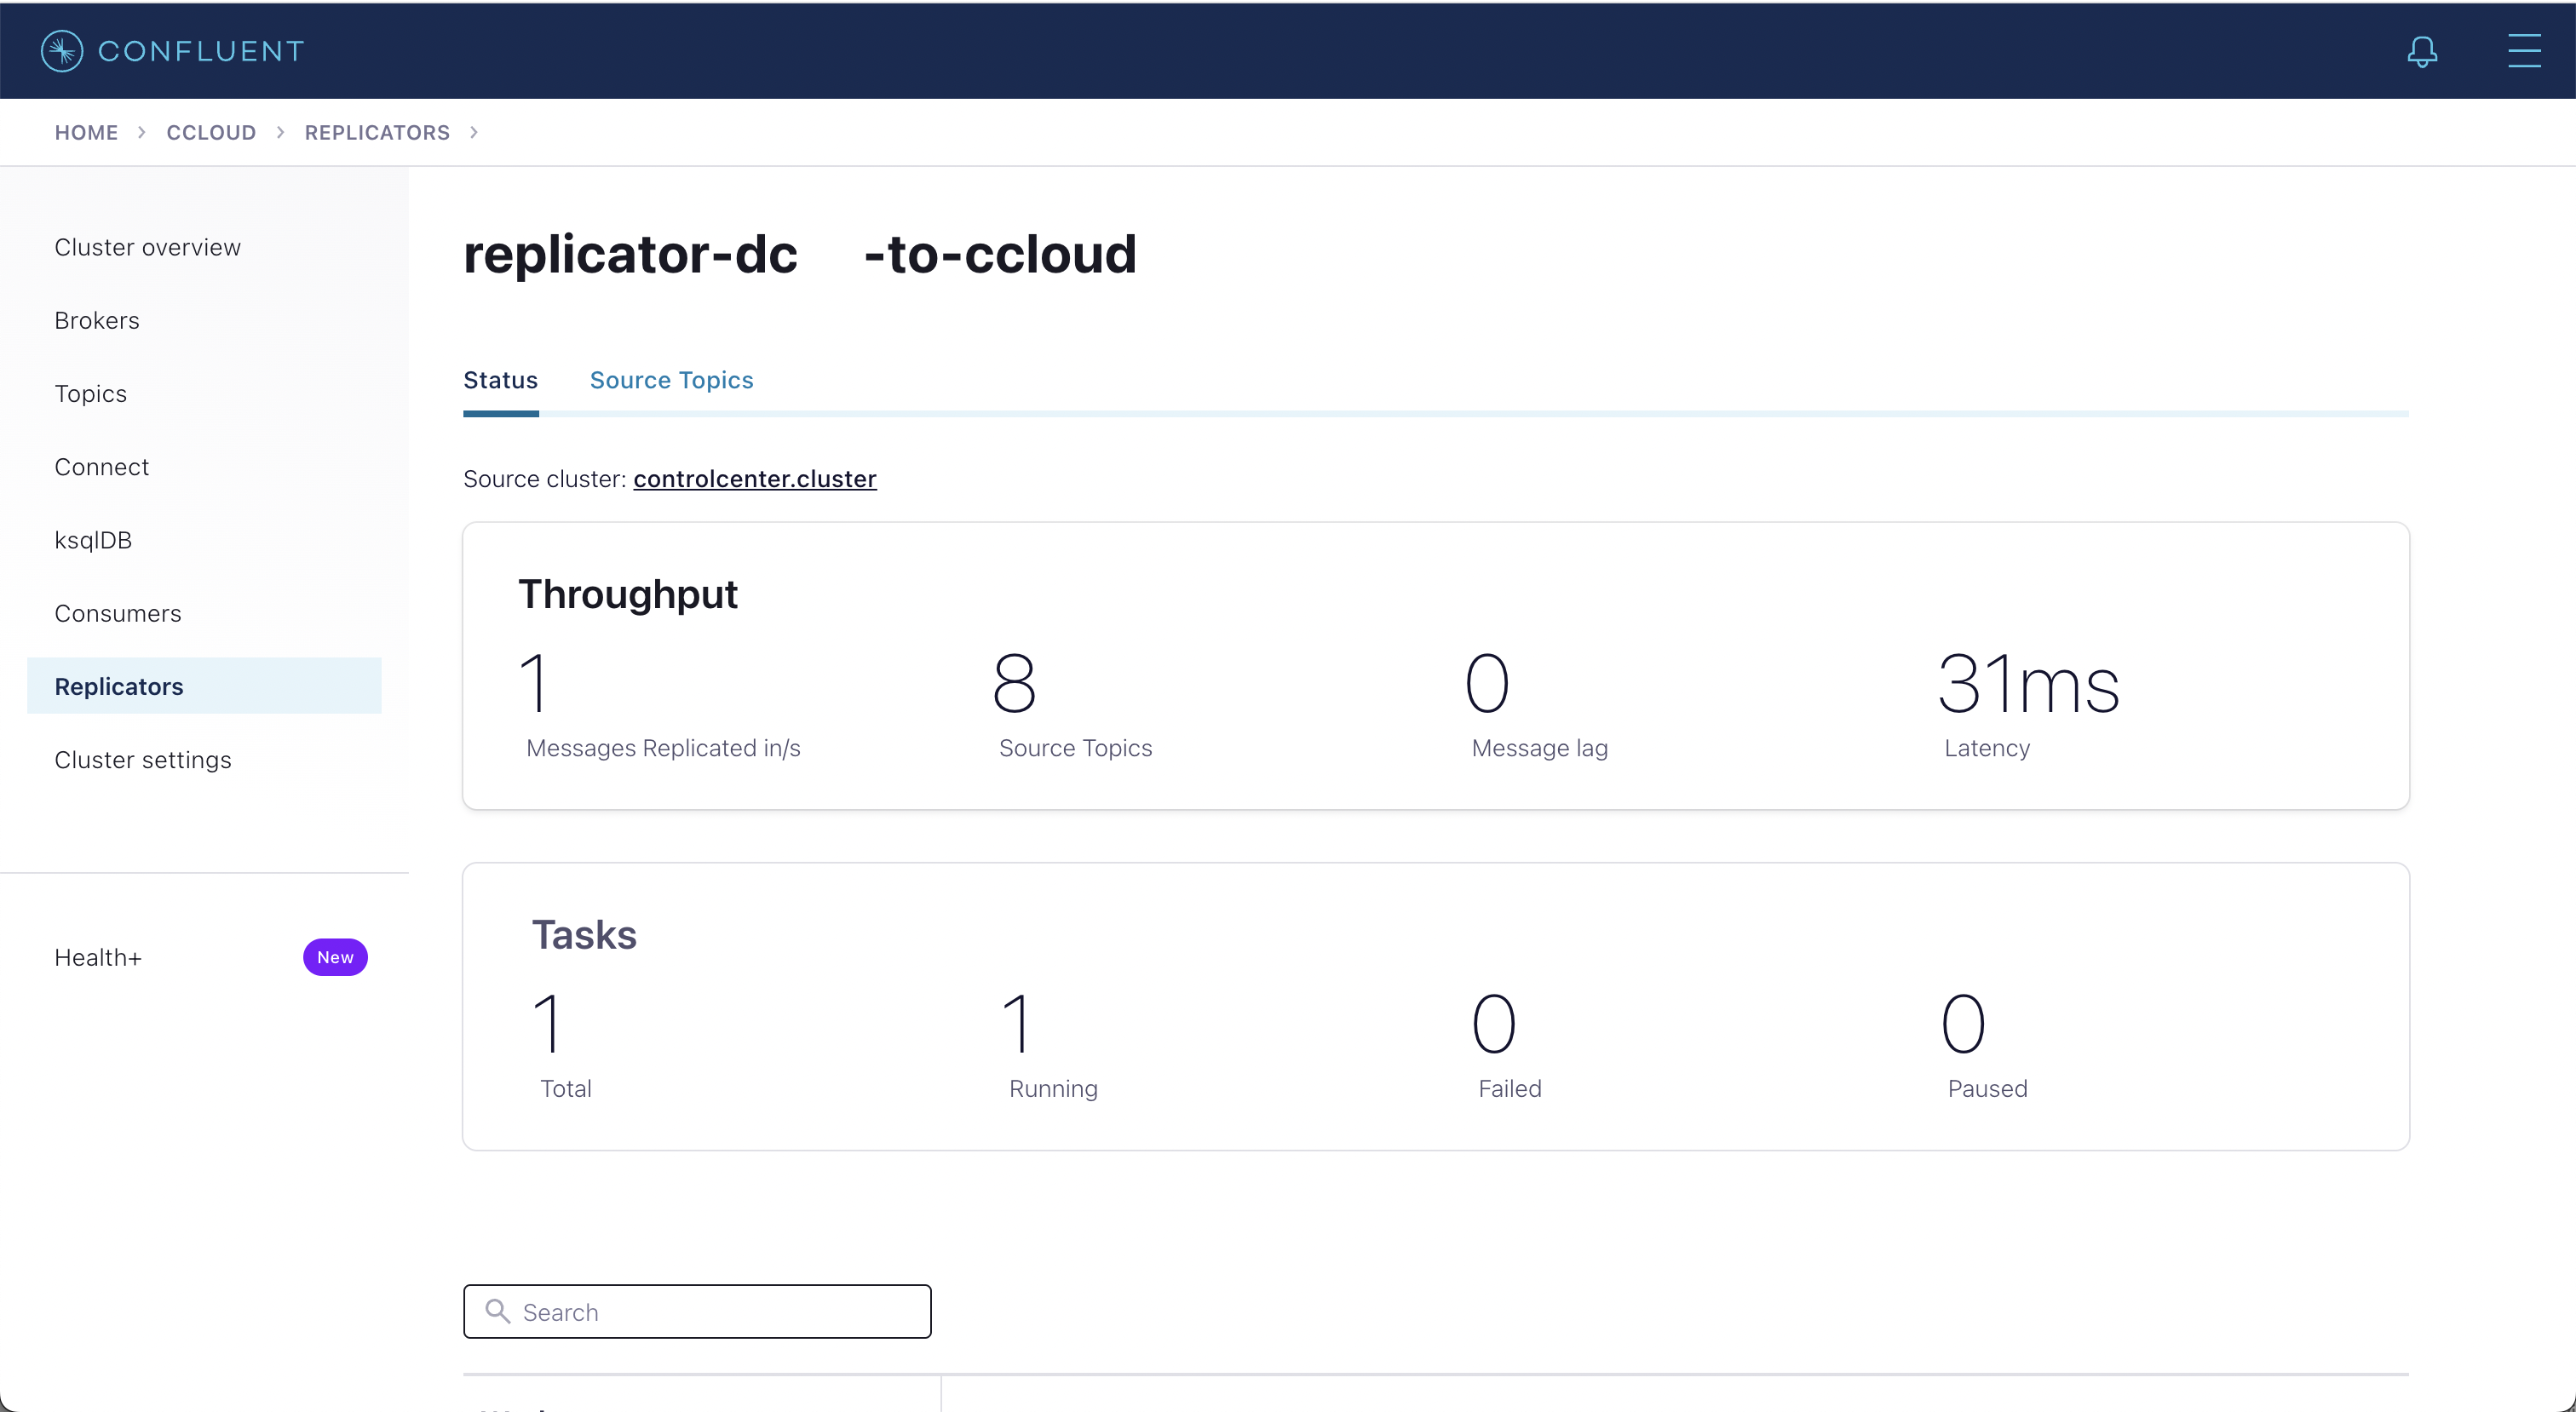 CONFLUENT
HOME > CCLOUD > REPLICATORS >
Cluster overview
Brokers
Topics
Connect
ksqlDB
Consumers
Replicators
Cluster settings
Health+ New
replicator-dc -to-ccloud
Status Source Topics
Source cluster: controlcenter.cluster
Throughput
1 8 0 31ms
Messages Replicated in/s Source Topics Message lag Latency
Tasks
1 1 0 0
Total Running Failed Paused
Search